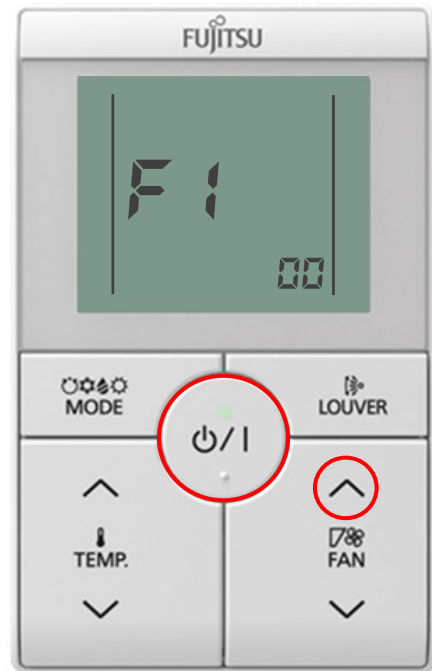 FUJITSU
F1
00
MODE
LOUVER
⏻/I
TEMP.
FAN